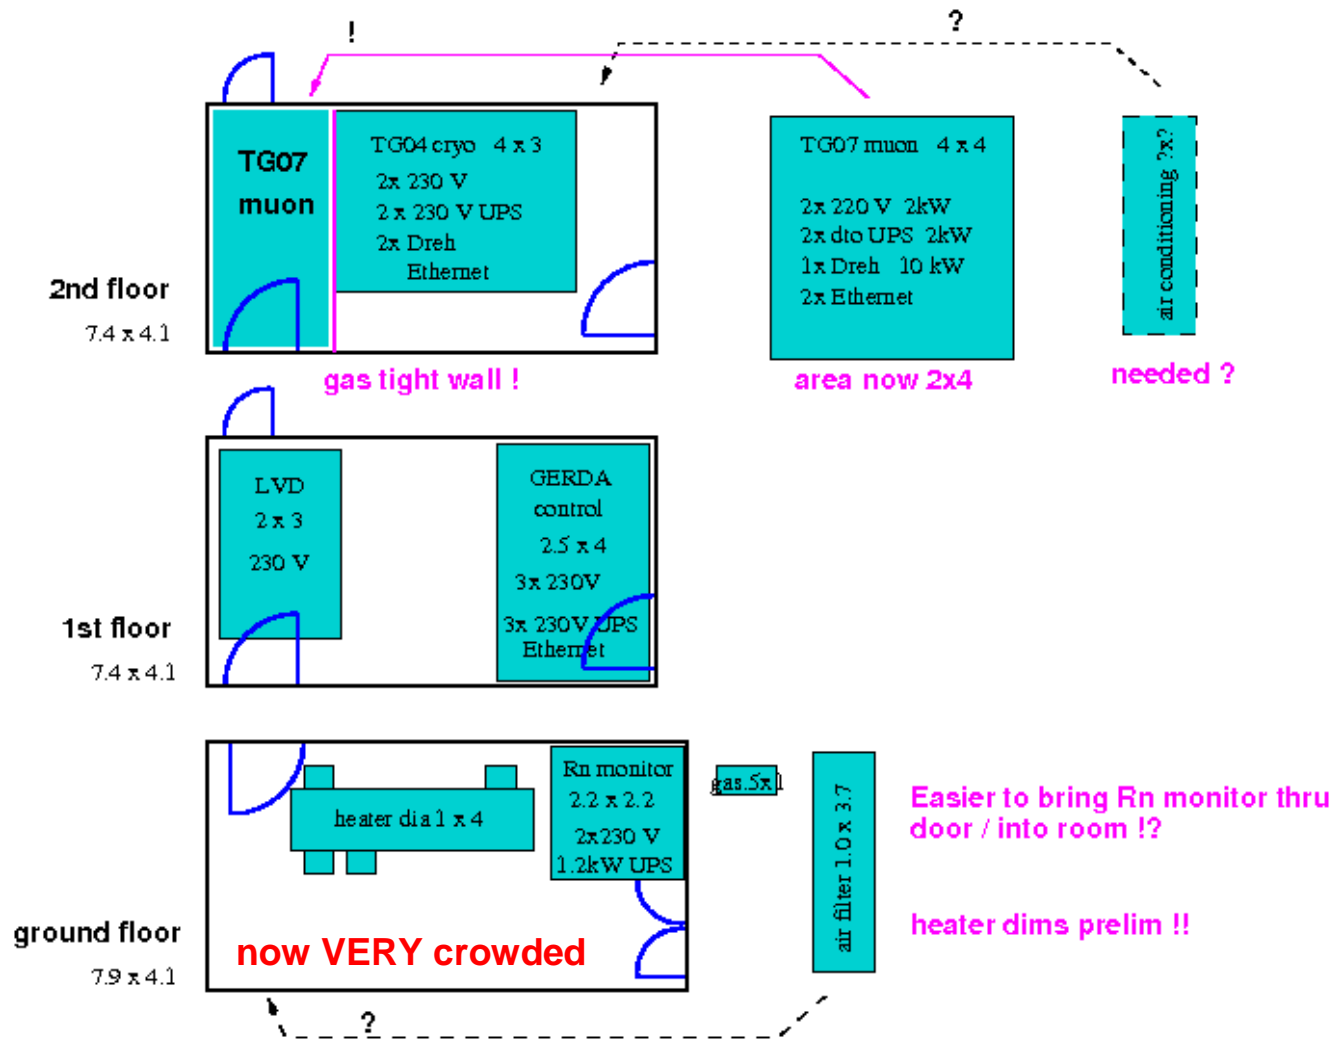 !
?
TG07
muon
TG04 cryo 4 x 3
2x 230 V
2 x 230 V UPS
2x Dreh
Ethernet
TG07 muon 4 x 4
2x 220 V 2kW
2x dto UPS 2kW
1x Dreh 10 kW
2x Ethernet
air conditioning ?x?
2nd floor
7.4 x 4.1
gas tight wall !
area now 2x4
needed ?
LVD
2 x 3
230 V
GERDA
control
2.5 x 4
3x 230V
3x 230V UPS
Ethernet
1st floor
7.4 x 4.1
heater dia 1 x 4
Rn monitor
2.2 x 2.2
2x230 V
1.2kW UPS
gas .5x1
air filter 1.0 x 3.7
Easier to bring Rn monitor thru
door / into room !?
heater dims prelim !!
ground floor
7.9 x 4.1
now VERY crowded
?